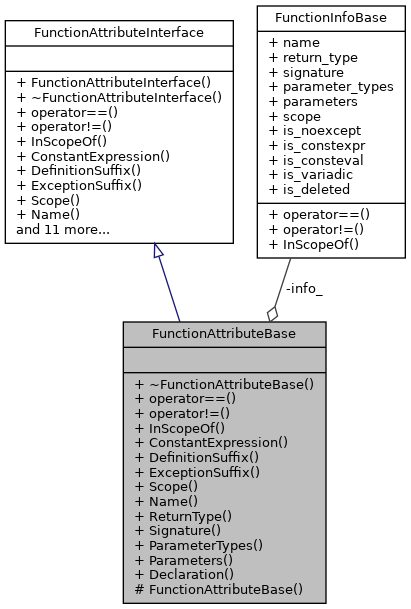 FunctionAttributeInterface
+ FunctionAttributeInterface()
+ ~FunctionAttributeInterface()
+ operator==()
+ operator!=()
+ InScopeOf()
+ ConstantExpression()
+ DefinitionSuffix()
+ ExceptionSuffix()
+ Scope()
+ Name()
and 11 more...
FunctionInfoBase
+ name
+ return_type
+ signature
+ parameter_types
+ parameters
+ scope
+ is_noexcept
+ is_constexpr
+ is_consteval
+ is_variadic
+ is_deleted
+ operator==()
+ operator!=()
+ InScopeOf()
-info_
FunctionAttributeBase
+ ~FunctionAttributeBase()
+ operator==()
+ operator!=()
+ InScopeOf()
+ ConstantExpression()
+ DefinitionSuffix()
+ ExceptionSuffix()
+ Scope()
+ Name()
+ ReturnType()
+ Signature()
+ ParameterTypes()
+ Parameters()
+ Declaration()
# FunctionAttributeBase()